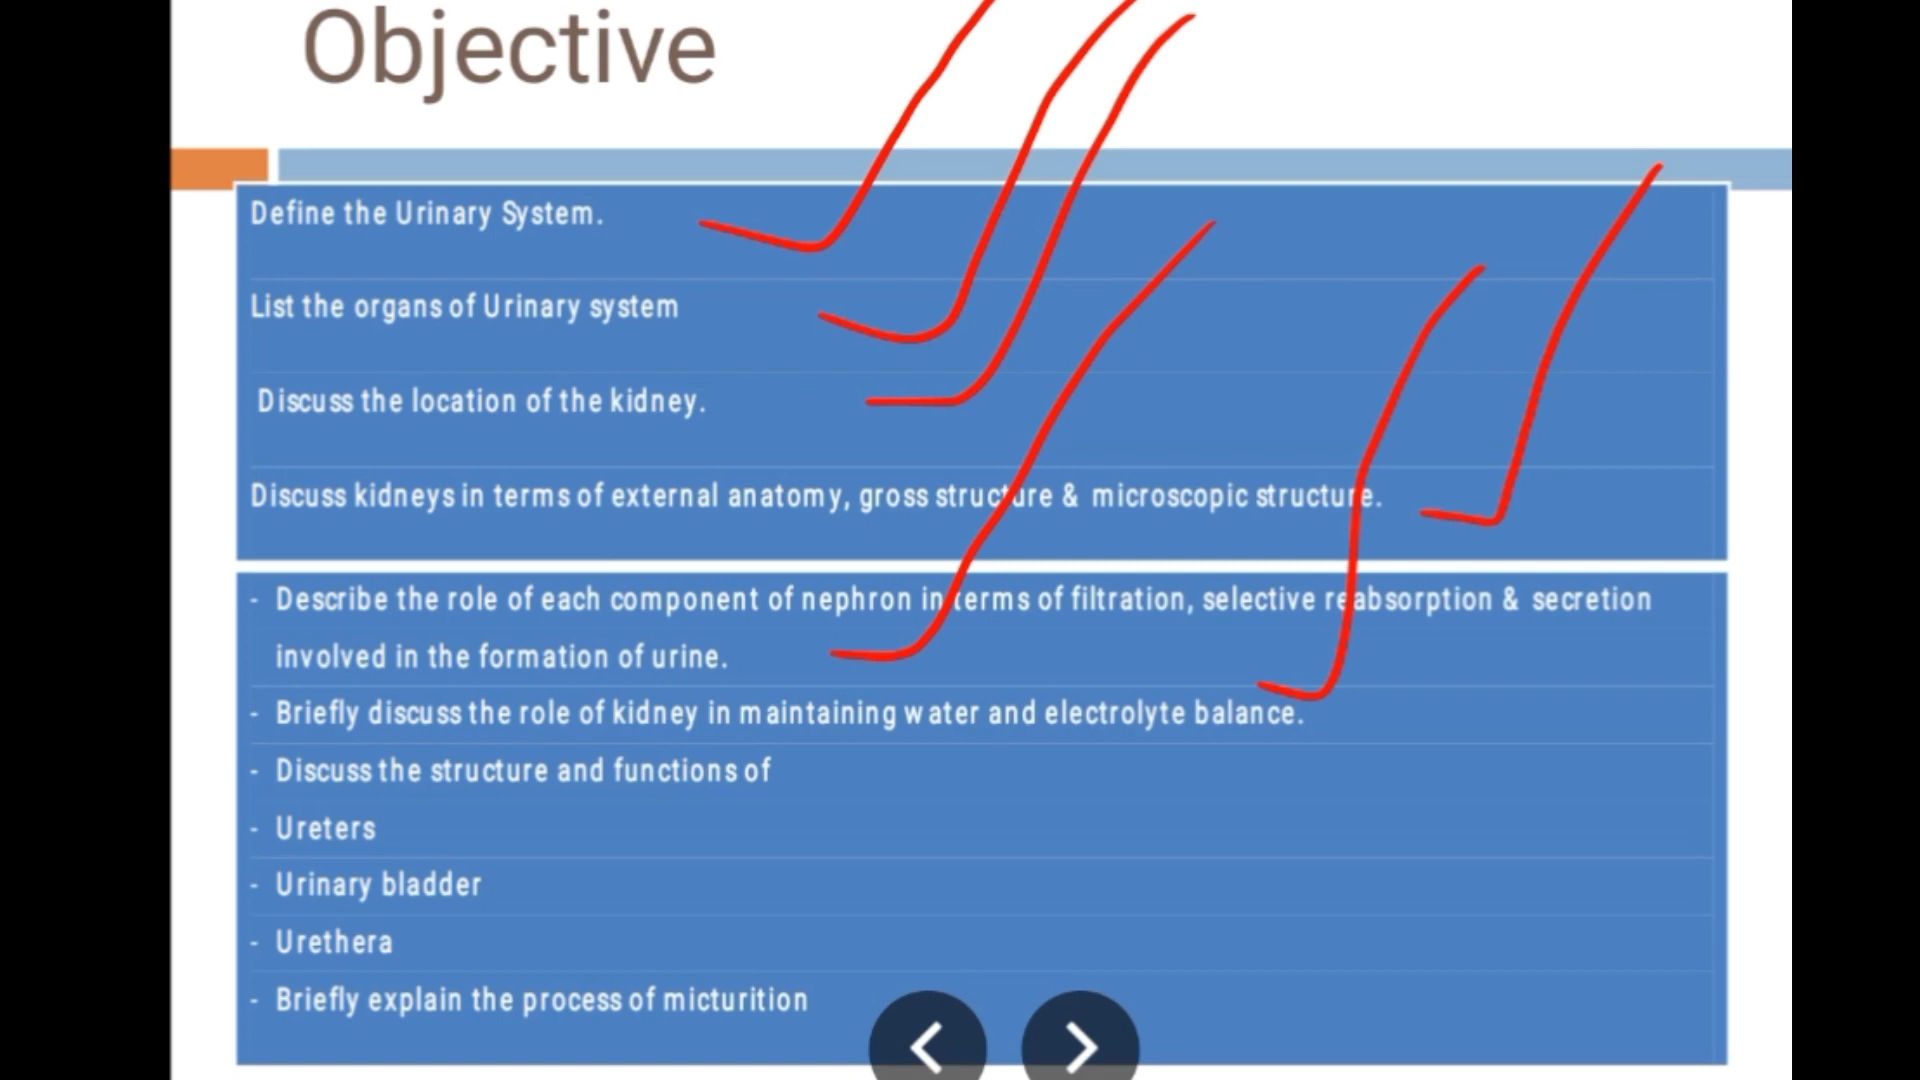 Objective
Define the Urinary System.
List the organs of Urinary system
Discuss the location of the kidney.
Discuss kidneys in terms of external anatomy, gross structure & microscopic structure.
- Describe the role of each component of nephron in terms of filtration, selective reabsorption & secretion
involved in the formation of urine.
- Briefly discuss the role of kidney in maintaining water and electrolyte balance.
- Discuss the structure and functions of
- Ureters
- Urinary bladder
- Urethera
- Briefly explain the process of micturition